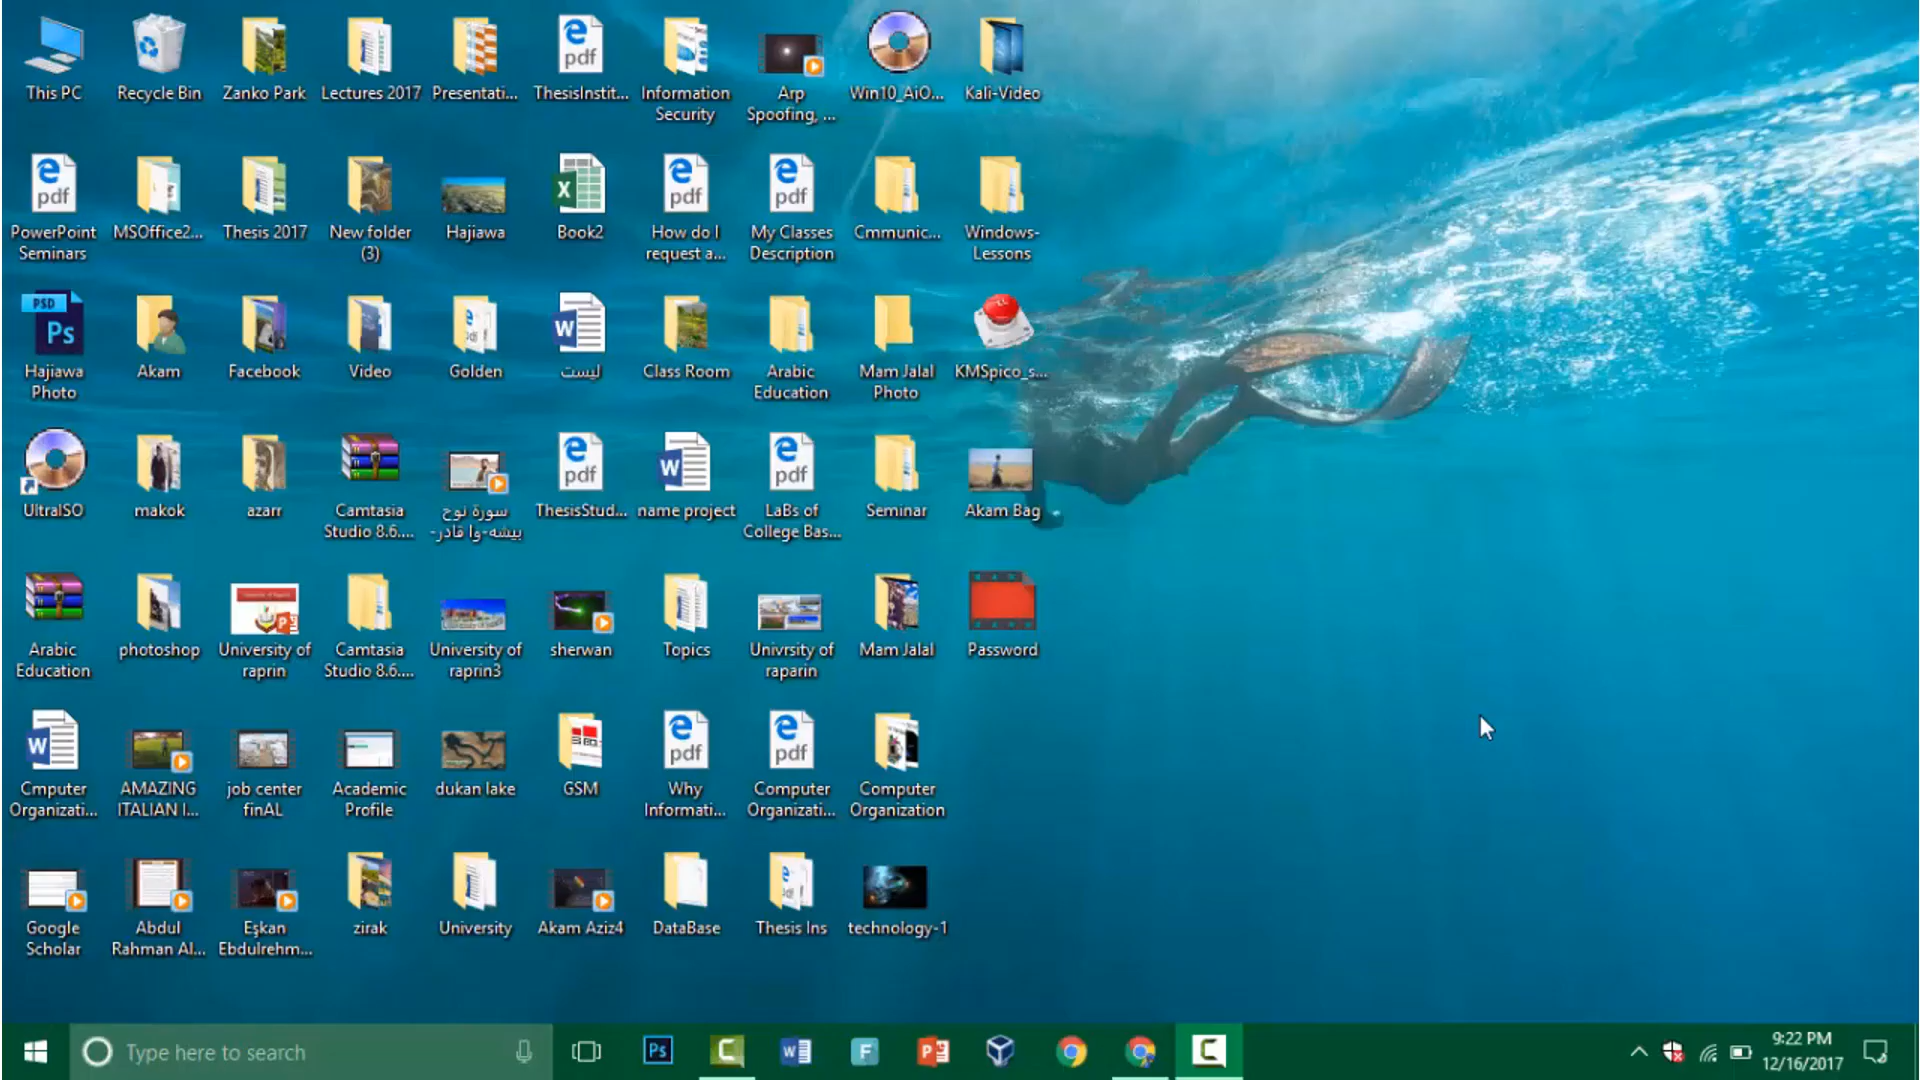 This PC
Recycle Bin
Zanko Park
Lectures 2017
Presentati...
ThesisInstit...
Information
Security
Arp
Spoofing, ...
Win10_AiO...
Kali-Video
PowerPoint
Seminars
MSOffice2...
Thesis 2017
New folder
(3)
Hajiawa
Book2
How do I
request a...
My Classes
Description
Cmmunic...
Windows-
Lessons
Hajiawa
Photo
Akam
Facebook
Video
Golden
ليست
Class Room
Arabic
Education
Mam Jalal
Photo
KMSpico_s...
UltraISO
makok
azarr
Camtasia
Studio 8.6....
سورة نوح
بيشه-وا قادر-
ThesisStud...
name project
LaBs of
College Bas...
Seminar
Akam Bag
Arabic
Education
photoshop
University of
raprin
Camtasia
Studio 8.6....
University of
raprin3
sherwan
Topics
Univrsity of
raparin
Mam Jalal
Password
Cmputer
Organizati...
AMAZING
ITALIAN I...
job center
finAL
Academic
Profile
dukan lake
GSM
Why
Informati...
Computer
Organizati...
Computer
Organization
Google
Scholar
Abdul
Rahman Al...
Eşkan
Ebdulrehm...
zirak
University
Akam Aziz4
DataBase
Thesis Ins
technology-1
Type here to search
9:22 PM
12/16/2017